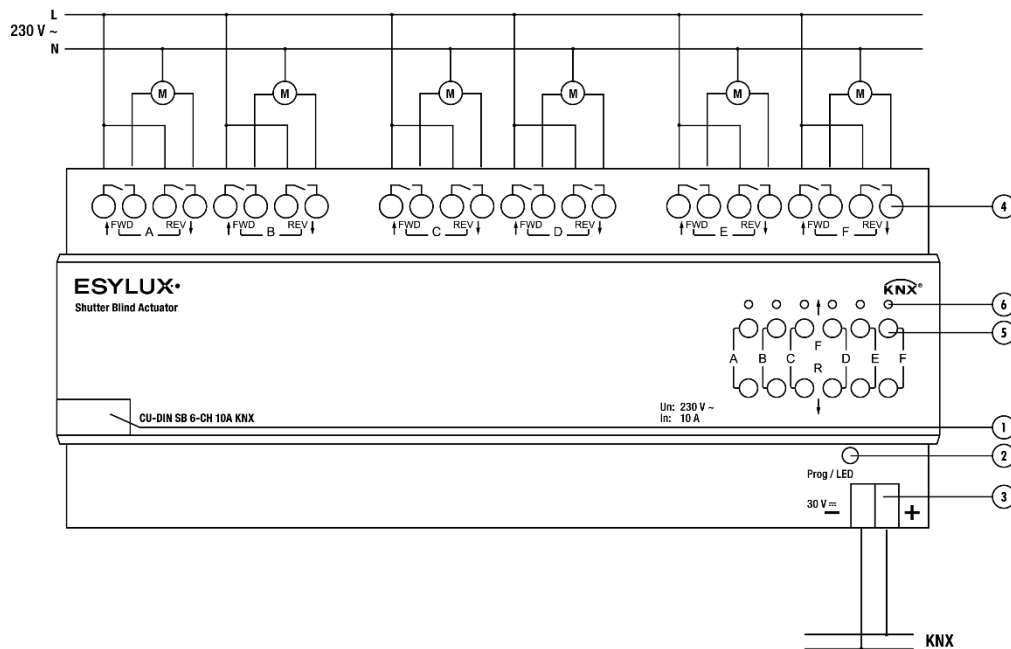 L
230 V ~
N
M M M M M M
FWD A REV FWD B REV FWD C REV FWD D REV FWD E REV FWD F REV
4
ESYLUX
KNX®
Shutter Blind Actuator
6
5
F
A B C D E F
R
CU-DIN SB 6-CH 10A KNX
Un: 230 V ~
In: 10 A
1
2
Prog / LED
3
30 V
− +
KNX